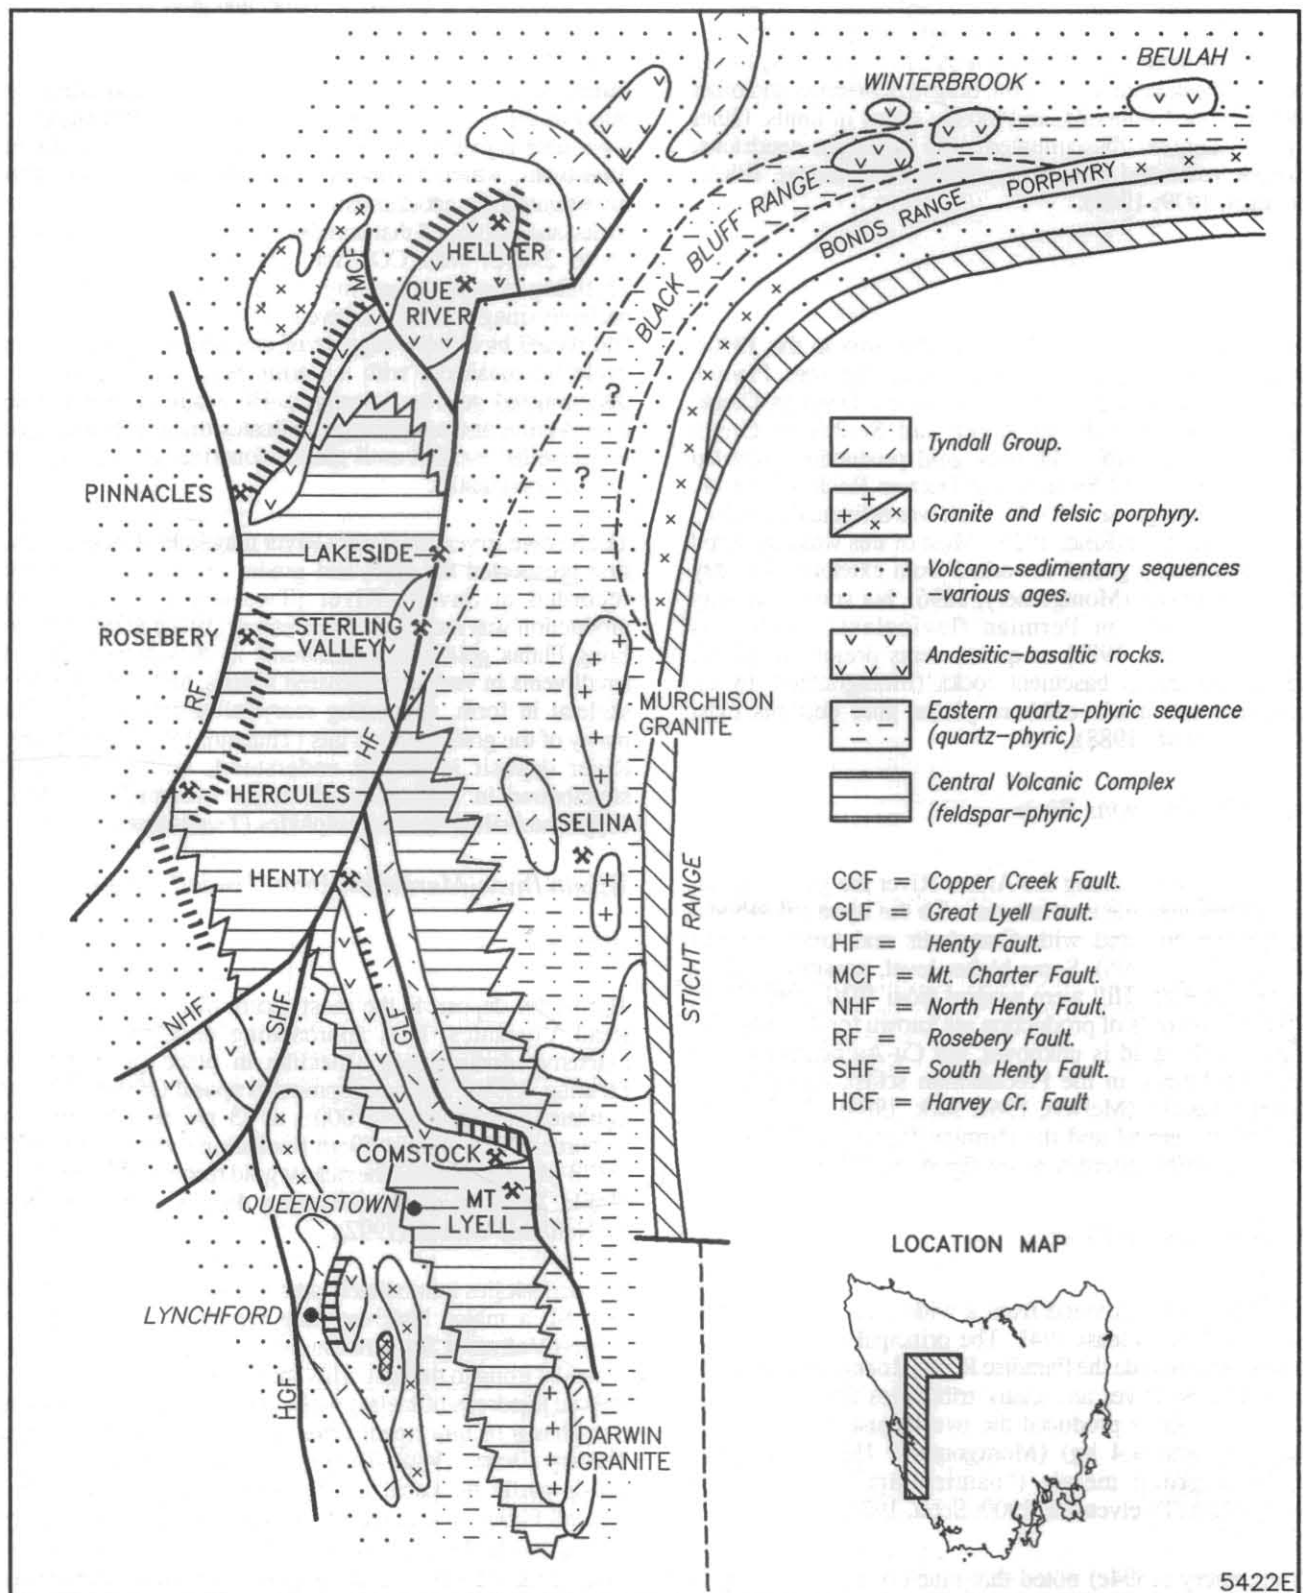 BEULAH
WINTERBROOK
BLACK BLUFF RANGE
BONDS RANGE PORPHYRY
HELLYER
MCF
QUE
RIVER
PINNACLES
LAKESIDE
ROSEBERY
STERLING
VALLEY
RF
HF
MURCHISON
GRANITE
HERCULES
SELINA
HENTY
STICHT RANGE
NHF
SHF
GLF
COMSTOCK
QUEENSTOWN
MT
LYELL
LYNCHFORD
HGF
DARWIN
GRANITE
?
?
Tyndall Group.
Granite and felsic porphyry.
Volcano-sedimentary sequences
-various ages.
Andesitic-basaltic rocks.
Eastern quartz-phyric sequence
(quartz-phyric)
Central Volcanic Complex
(feldspar-phyric)
CCF = Copper Creek Fault.
GLF = Great Lyell Fault.
HF = Henty Fault.
MCF = Mt. Charter Fault.
NHF = North Henty Fault.
RF = Rosebery Fault.
SHF = South Henty Fault.
HCF = Harvey Cr. Fault
LOCATION MAP
5422E